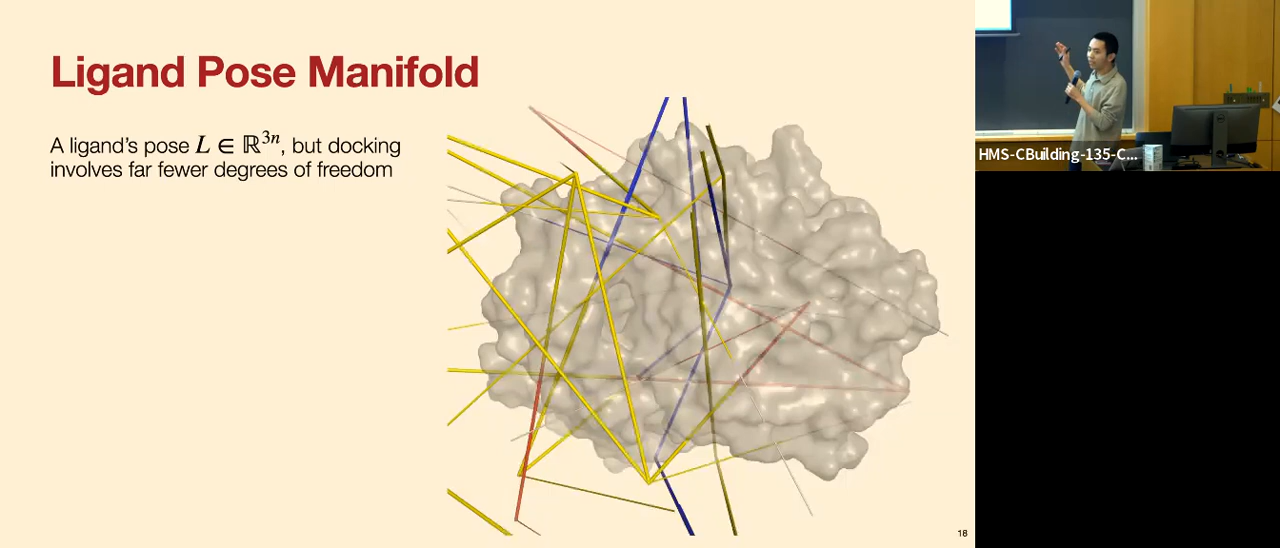 Ligand Pose Manifold
A ligand's pose L ∈ ℝ³ⁿ, but docking
involves far fewer degrees of freedom
HMS-CBuilding-135-C...
18